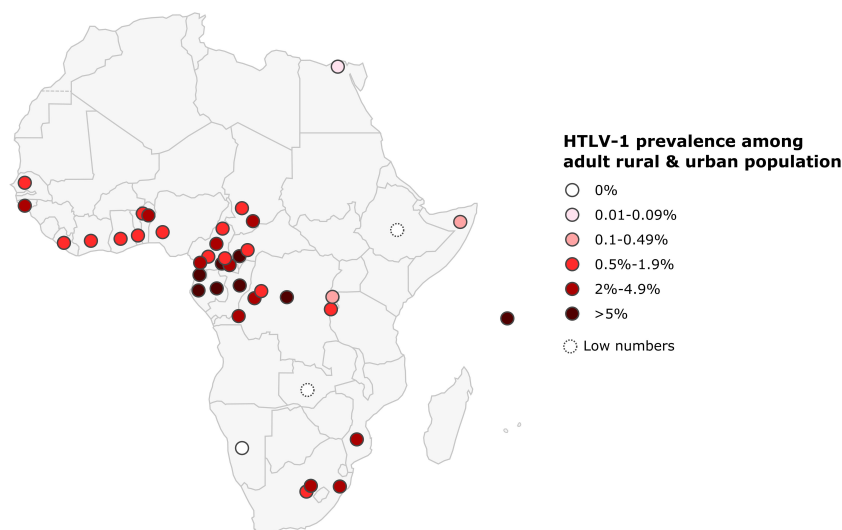 HTLV-1 prevalence among
adult rural & urban population
0%
0.01-0.09%
0.1-0.49%
0.5%-1.9%
2%-4.9%
>5%
Low numbers